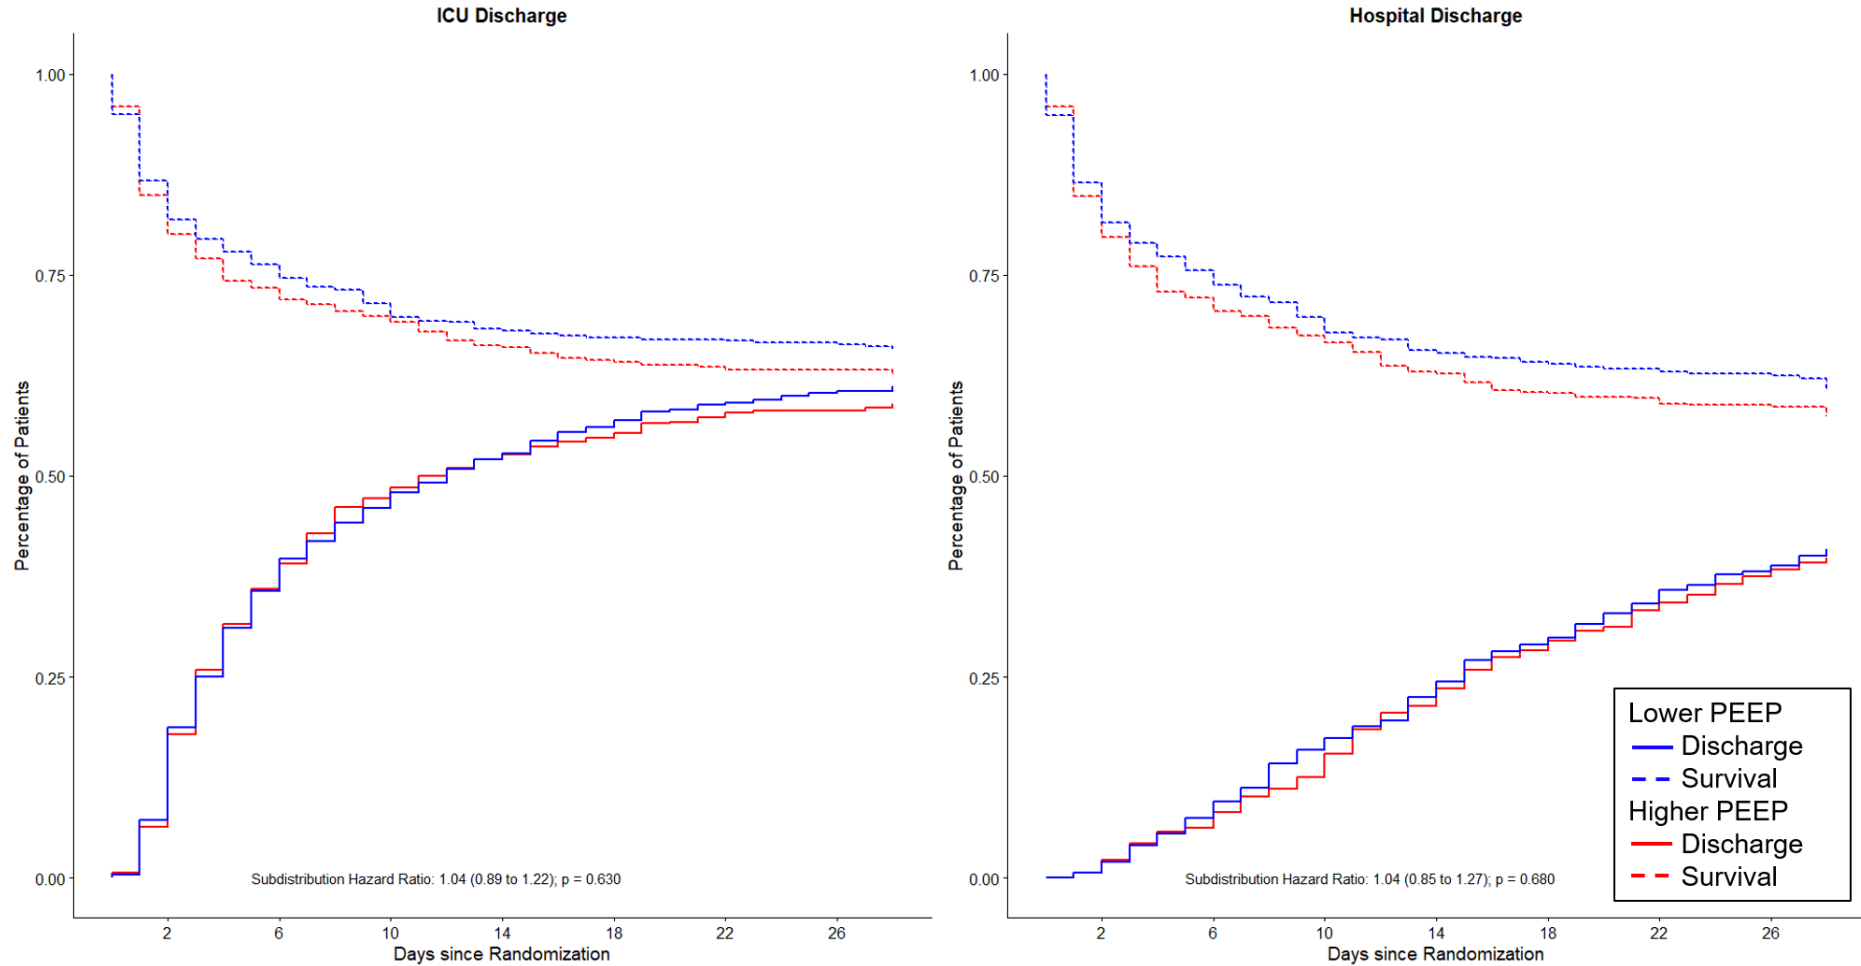 ICU Discharge
Percentage of Patients
1.00
0.75
0.50
0.25
0.00
Subdistribution Hazard Ratio: 1.04 (0.89 to 1.22); p = 0.630
2 6 10 14 18 22 26
Days since Randomization
Hospital Discharge
Percentage of Patients
1.00
0.75
0.50
0.25
0.00
Subdistribution Hazard Ratio: 1.04 (0.85 to 1.27); p = 0.680
2 6 10 14 18 22 26
Days since Randomization
Lower PEEP
Discharge
Survival
Higher PEEP
Discharge
Survival